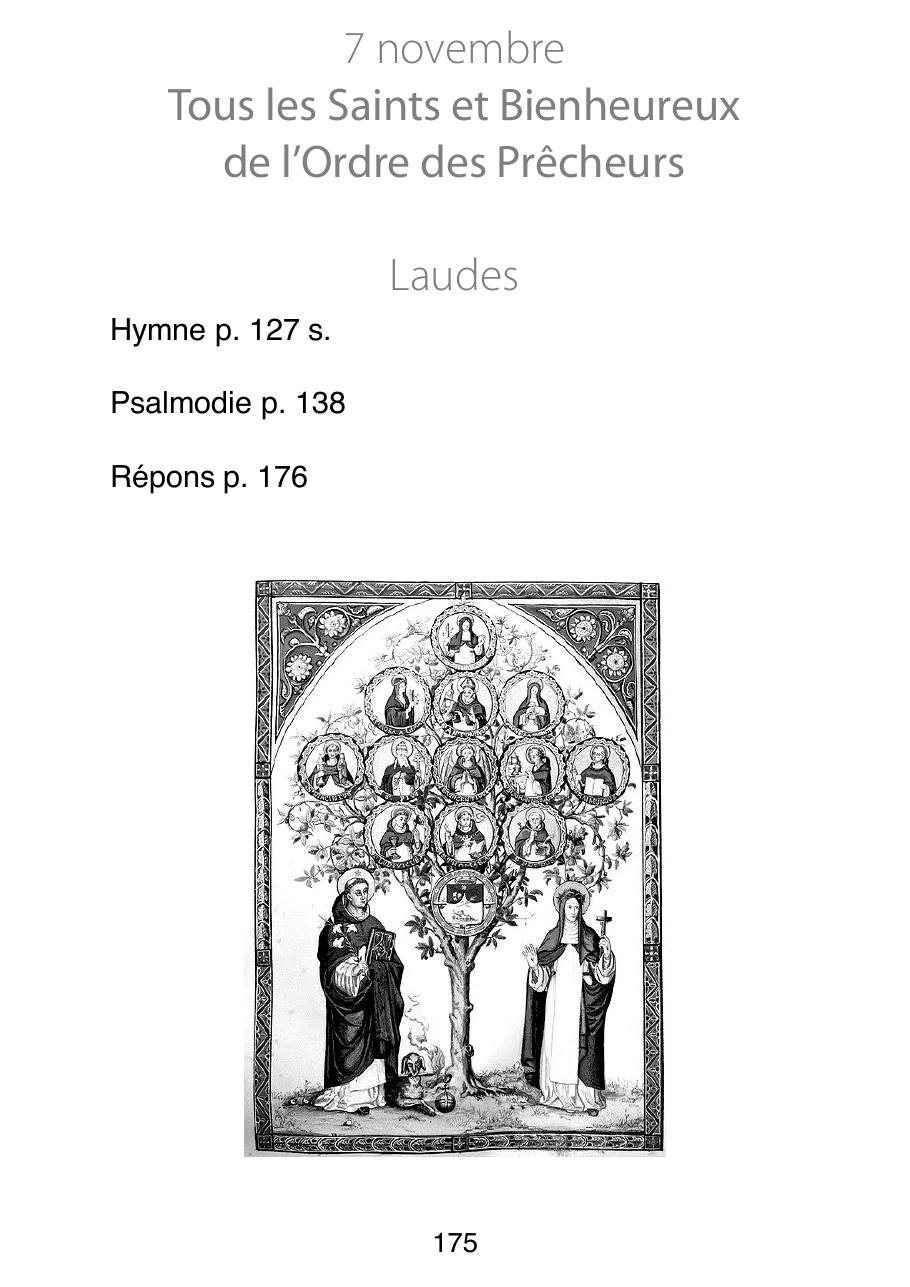 7 novembre
Tous les Saints et Bienheureux
de l’Ordre des Prêcheurs
Laudes
Hymne p. 127 s.
Psalmodie p. 138
Répons p. 176
175